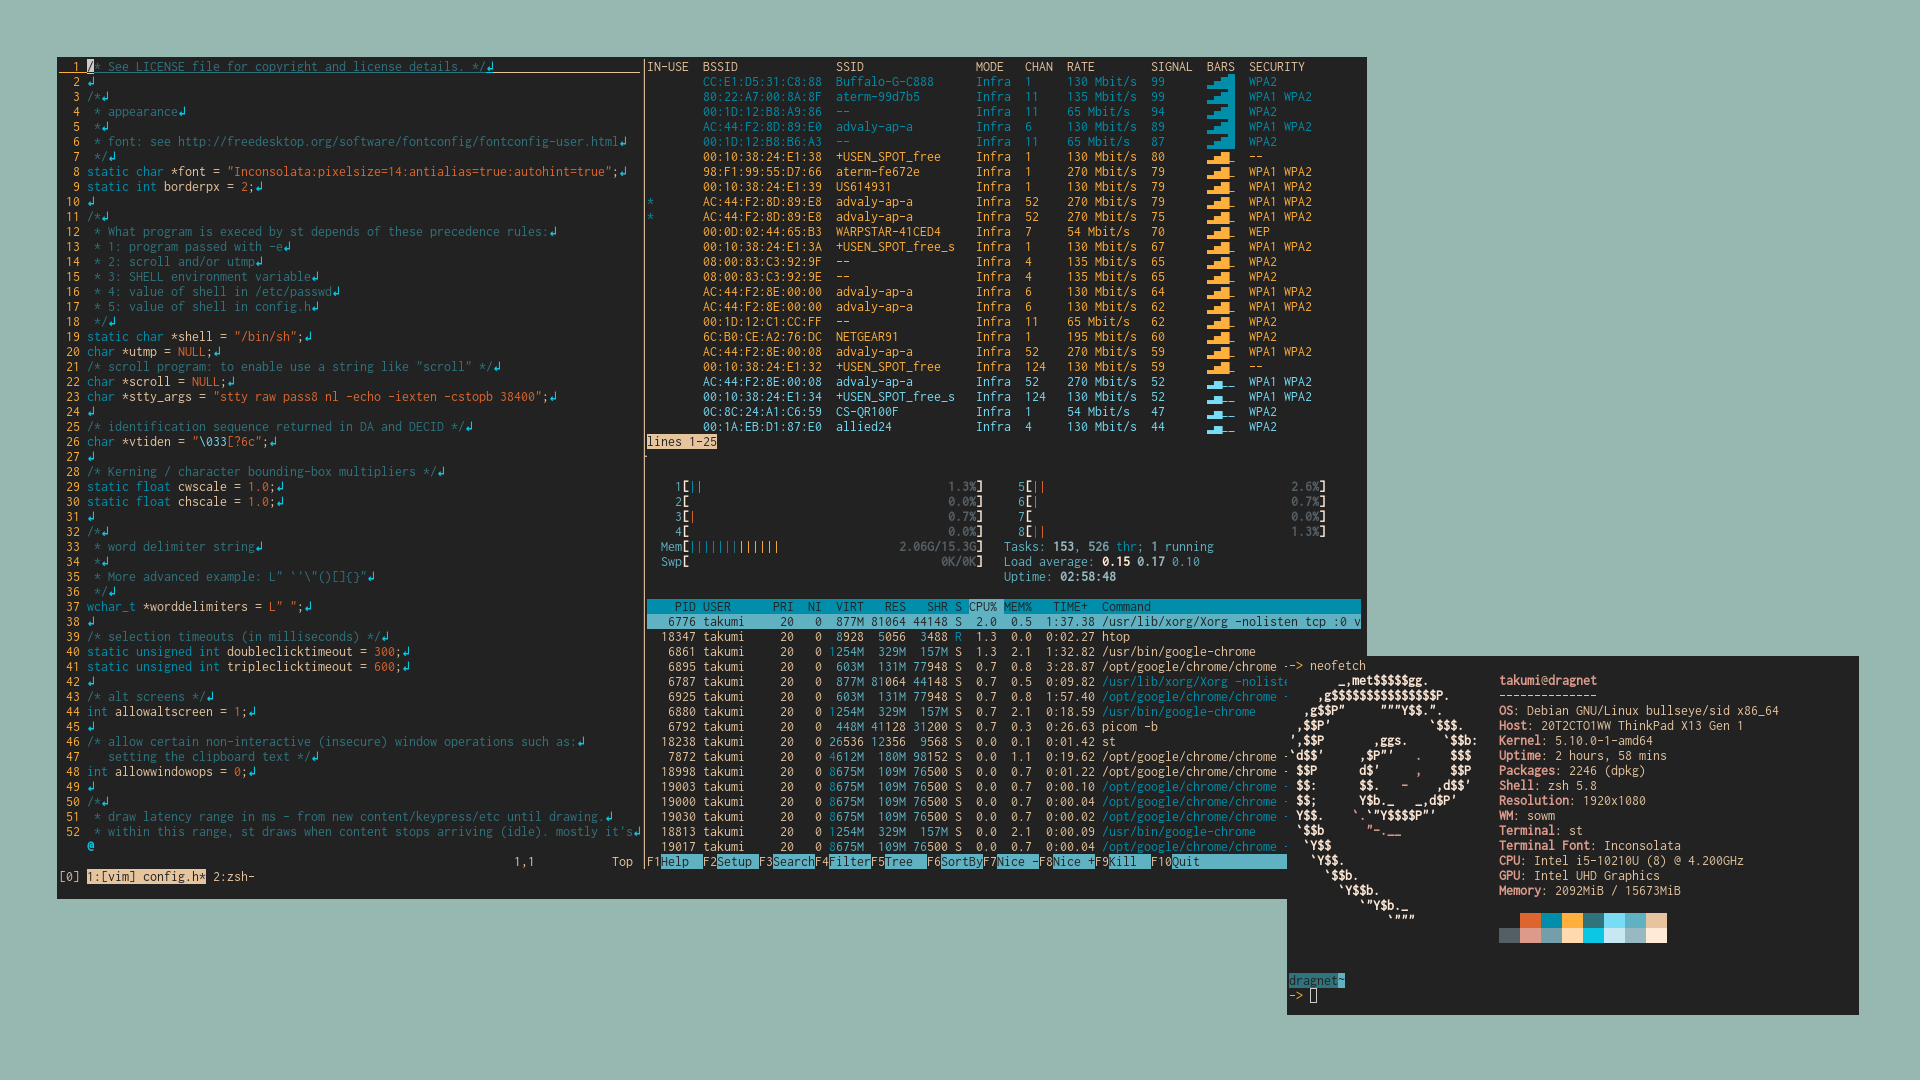 1 /* See LICENSE file for copyright and license details. */
2
3 /*
4  * appearance
5  *
6  * font: see http://freedesktop.org/software/fontconfig/fontconfig-user.html
7  */
8 static char *font = "Inconsolata:pixelsize=14:antialias=true:autohint=true";
9 static int borderpx = 2;
10
11 /*
12  * What program is execed by st depends of these precedence rules:
13  * 1: program passed with -e
14  * 2: scroll and/or utmp
15  * 3: SHELL environment variable
16  * 4: value of shell in /etc/passwd
17  * 5: value of shell in config.h
18  */
19 static char *shell = "/bin/sh";
20 char *utmp = NULL;
21 /* scroll program: to enable use a string like "scroll" */
22 char *scroll = NULL;
23 char *stty_args = "stty raw pass8 nl -echo -iexten -cstopb 38400";
24
25 /* identification sequence returned in DA and DECID */
26 char *vtiden = "\033[?6c";
27
28 /* Kerning / character bounding-box multipliers */
29 static float cwscale = 1.0;
30 static float chscale = 1.0;
31
32 /*
33  * word delimiter string
34  *
35  * More advanced example: L" `'\"()[]{}"
36  */
37 wchar_t *worddelimiters = L" ";
38
39 /* selection timeouts (in milliseconds) */
40 static unsigned int doubleclicktimeout = 300;
41 static unsigned int tripleclicktimeout = 600;
42
43 /* alt screens */
44 int allowaltscreen = 1;
45
46 /* allow certain non-interactive (insecure) window operations such as:
47    setting the clipboard text */
48 int allowwindowops = 0;
49
50 /*
51  * draw latency range in ms - from new content/keypress/etc until drawing.
52  * within this range, st draws when content stops arriving (idle). mostly it's
@
1,1 Top
[0] 1:[vim] config.h* 2:zsh-
IN-USE BSSID SSID MODE CHAN RATE SIGNAL BARS SECURITY
CC:E1:D5:31:C8:88 Buffalo-G-C888 Infra 1 130 Mbit/s 99 ▂▄▆█ WPA2
80:22:A7:00:8A:8F aterm-99d7b5 Infra 11 135 Mbit/s 99 ▂▄▆█ WPA1 WPA2
00:1D:12:B8:A9:86 -- Infra 11 65 Mbit/s 94 ▂▄▆█ WPA2
AC:44:F2:8D:89:E0 advaly-ap-a Infra 6 130 Mbit/s 89 ▂▄▆█ WPA1 WPA2
00:1D:12:B8:B6:A3 -- Infra 11 65 Mbit/s 87 ▂▄▆█ WPA2
00:10:38:24:E1:38 +USEN_SPOT_free Infra 1 130 Mbit/s 80 ▂▄▆_ --
98:F1:99:55:D7:66 aterm-fe672e Infra 1 270 Mbit/s 79 ▂▄▆_ WPA1 WPA2
00:10:38:24:E1:39 US614931 Infra 1 130 Mbit/s 79 ▂▄▆_ WPA1 WPA2
* AC:44:F2:8D:89:E8 advaly-ap-a Infra 52 270 Mbit/s 79 ▂▄▆_ WPA1 WPA2
* AC:44:F2:8D:89:E8 advaly-ap-a Infra 52 270 Mbit/s 75 ▂▄▆_ WPA1 WPA2
00:0D:02:44:65:B3 WARPSTAR-41CED4 Infra 7 54 Mbit/s 70 ▂▄▆_ WEP
00:10:38:24:E1:3A +USEN_SPOT_free_s Infra 1 130 Mbit/s 67 ▂▄▆_ WPA1 WPA2
08:00:83:C3:92:9F -- Infra 4 135 Mbit/s 65 ▂▄▆_ WPA2
08:00:83:C3:92:9E -- Infra 4 135 Mbit/s 65 ▂▄▆_ WPA2
AC:44:F2:8E:00:00 advaly-ap-a Infra 6 130 Mbit/s 64 ▂▄▆_ WPA1 WPA2
AC:44:F2:8E:00:00 advaly-ap-a Infra 6 130 Mbit/s 62 ▂▄▆_ WPA1 WPA2
00:1D:12:C1:CC:FF -- Infra 11 65 Mbit/s 62 ▂▄▆_ WPA2
6C:B0:CE:A2:76:DC NETGEAR91 Infra 1 195 Mbit/s 60 ▂▄▆_ WPA2
AC:44:F2:8E:00:08 advaly-ap-a Infra 52 270 Mbit/s 59 ▂▄▆_ WPA1 WPA2
00:10:38:24:E1:32 +USEN_SPOT_free Infra 124 130 Mbit/s 59 ▂▄▆_ --
AC:44:F2:8E:00:08 advaly-ap-a Infra 52 270 Mbit/s 52 ▂▄__ WPA1 WPA2
00:10:38:24:E1:34 +USEN_SPOT_free_s Infra 124 130 Mbit/s 52 ▂▄__ WPA1 WPA2
0C:8C:24:A1:C6:59 CS-QR100F Infra 1 54 Mbit/s 47 ▂▄__ WPA2
00:1A:EB:D1:87:E0 allied24 Infra 4 130 Mbit/s 44 ▂▄__ WPA2
lines 1-25
1[|| 1.3%] 5[|| 2.6%]
2[ 0.0%] 6[| 0.7%]
3[| 0.7%] 7[ 0.0%]
4[ 0.0%] 8[|| 1.3%]
Mem[||||||||||||| 2.06G/15.3G] Tasks: 153, 526 thr; 1 running
Swp[ 0K/0K] Load average: 0.15 0.17 0.10
Uptime: 02:58:48
PID USER PRI NI VIRT RES SHR S CPU% MEM% TIME+ Command
6776 takumi 20 0 877M 81064 44148 S 2.0 0.5 1:37.38 /usr/lib/xorg/Xorg -nolisten tcp :0 v
18347 takumi 20 0 8928 5056 3488 R 1.3 0.0 0:02.27 htop
6861 takumi 20 0 1254M 329M 157M S 1.3 2.1 1:32.82 /usr/bin/google-chrome
6895 takumi 20 0 603M 131M 77948 S 0.7 0.8 3:28.87 /opt/google/chrome/chrome -
6787 takumi 20 0 877M 81064 44148 S 0.7 0.5 0:09.82 /usr/lib/xorg/Xorg -noliste
6925 takumi 20 0 603M 131M 77948 S 0.7 0.8 1:57.40 /opt/google/chrome/chrome -
6880 takumi 20 0 1254M 329M 157M S 0.7 2.1 0:18.59 /usr/bin/google-chrome
6792 takumi 20 0 448M 41128 31200 S 0.7 0.3 0:26.63 picom -b
18238 takumi 20 0 26536 12356 9568 S 0.0 0.1 0:01.42 st
7872 takumi 20 0 4612M 180M 98152 S 0.0 1.1 0:19.62 /opt/google/chrome/chrome -
18998 takumi 20 0 8675M 109M 76500 S 0.0 0.7 0:01.22 /opt/google/chrome/chrome -
19003 takumi 20 0 8675M 109M 76500 S 0.0 0.7 0:00.10 /opt/google/chrome/chrome -
19000 takumi 20 0 8675M 109M 76500 S 0.0 0.7 0:00.04 /opt/google/chrome/chrome -
19030 takumi 20 0 8675M 109M 76500 S 0.0 0.7 0:00.02 /opt/google/chrome/chrome -
18813 takumi 20 0 1254M 329M 157M S 0.0 2.1 0:00.09 /usr/bin/google-chrome
19017 takumi 20 0 8675M 109M 76500 S 0.0 0.7 0:00.04 /opt/google/chrome/chrome -
F1Help F2Setup F3SearchF4FilterF5Tree F6SortByF7Nice -F8Nice +F9Kill F10Quit
-> neofetch
       _,met$$$$$gg.
    ,g$$$$$$$$$$$$$$$P.
  ,g$$P"     """Y$$.".
 ,$$P'              `$$$.
',$$P       ,ggs.     `$$b:
`d$$'     ,$P"'   .    $$$
 $$P      d$'     ,    $$P
 $$:      $$.   -    ,d$$'
 $$;      Y$b._   _,d$P'
 Y$$.    `.`"Y$$$$P"'
 `$$b      "-.__
  `Y$$
   `Y$$.
     `$$b.
       `Y$$b.
          `"Y$b._
              `"""
takumi@dragnet
--------------
OS: Debian GNU/Linux bullseye/sid x86_64
Host: 20T2CTO1WW ThinkPad X13 Gen 1
Kernel: 5.10.0-1-amd64
Uptime: 2 hours, 58 mins
Packages: 2246 (dpkg)
Shell: zsh 5.8
Resolution: 1920x1080
WM: sowm
Terminal: st
Terminal Font: Inconsolata
CPU: Intel i5-10210U (8) @ 4.200GHz
GPU: Intel UHD Graphics
Memory: 2092MiB / 15673MiB
dragnet~
->